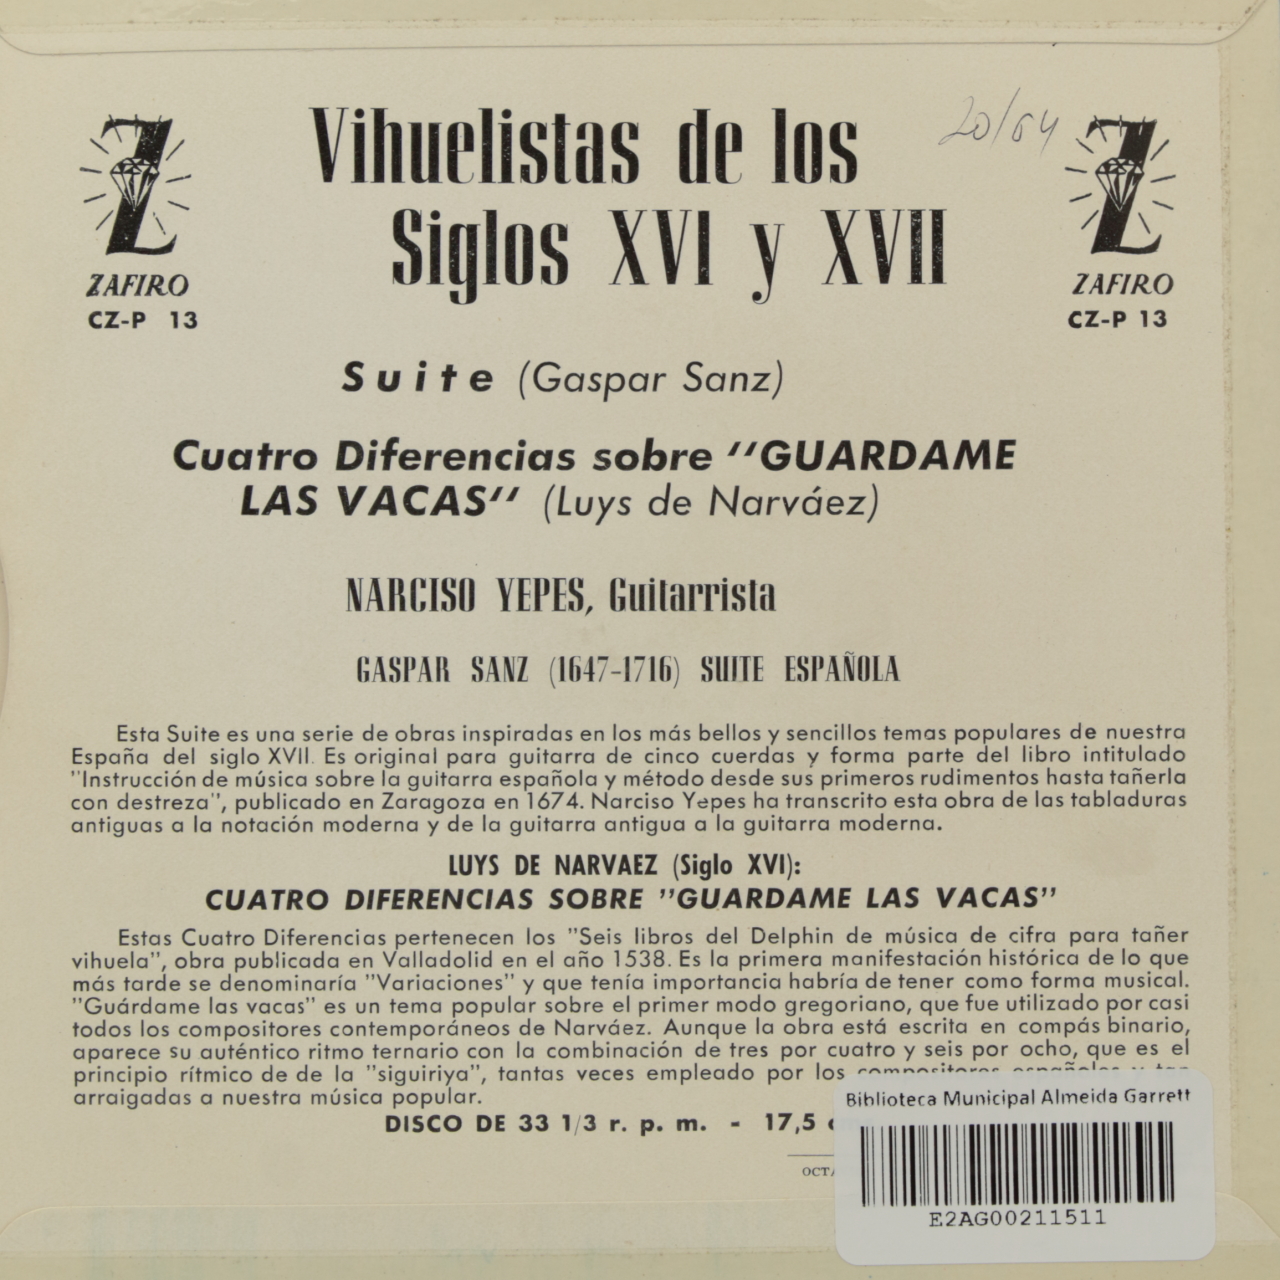 Vihuelistas de los
Siglos XVI y XVII
20/64
ZAFIRO
CZ-P 13
ZAFIRO
CZ-P 13
Suite (Gaspar Sanz)
Cuatro Diferencias sobre "GUARDAME
LAS VACAS" (Luys de Narváez)
NARCISO YEPES, Guitarrista
GASPAR SANZ (1647-1716) SUITE ESPAÑOLA
Esta Suite es una serie de obras inspiradas en los más bellos y sencillos temas populares de nuestra
España del siglo XVII. Es original para guitarra de cinco cuerdas y forma parte del libro intitulado
"Instrucción de música sobre la guitarra española y método desde sus primeros rudimentos hasta tañerla
con destreza", publicado en Zaragoza en 1674. Narciso Yepes ha transcrito esta obra de las tabladuras
antiguas a la notación moderna y de la guitarra antigua a la guitarra moderna.
LUYS DE NARVAEZ (Siglo XVI):
CUATRO DIFERENCIAS SOBRE "GUARDAME LAS VACAS"
Estas Cuatro Diferencias pertenecen los "Seis libros del Delphin de música de cifra para tañer
vihuela", obra publicada en Valladolid en el año 1538. Es la primera manifestación histórica de lo que
más tarde se denominaría "Variaciones" y que tenía importancia habría de tener como forma musical.
"Guárdame las vacas" es un tema popular sobre el primer modo gregoriano, que fue utilizado por casi
todos los compositores contemporáneos de Narváez. Aunque la obra está escrita en compás binario,
aparece su auténtico ritmo ternario con la combinación de tres por cuatro y seis por ocho, que es el
principio rítmico de de la "siguiriya", tantas veces empleado por los compositores españoles y tan
arraigadas a nuestra música popular.
DISCO DE 33 1/3 r. p. m. - 17,5
Biblioteca Municipal Almeida Garrett
E2AG00211511